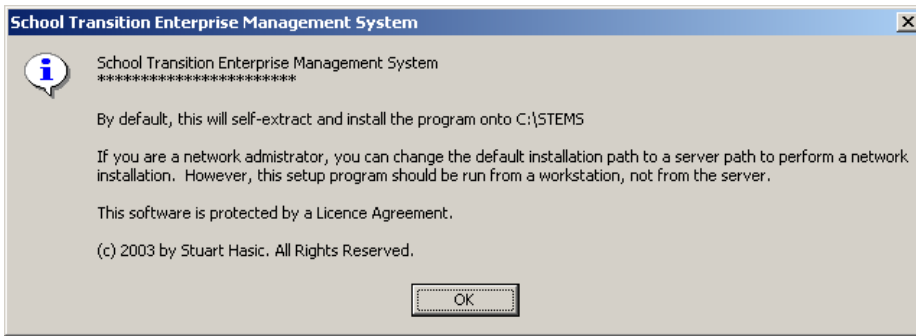 School Transition Enterprise Management System
School Transition Enterprise Management System
************************
By default, this will self-extract and install the program onto C:\STEMS
If you are a network admistrator, you can change the default installation path to a server path to perform a network
installation.  However, this setup program should be run from a workstation, not from the server.
This software is protected by a Licence Agreement.
(c) 2003 by Stuart Hasic. All Rights Reserved.
OK